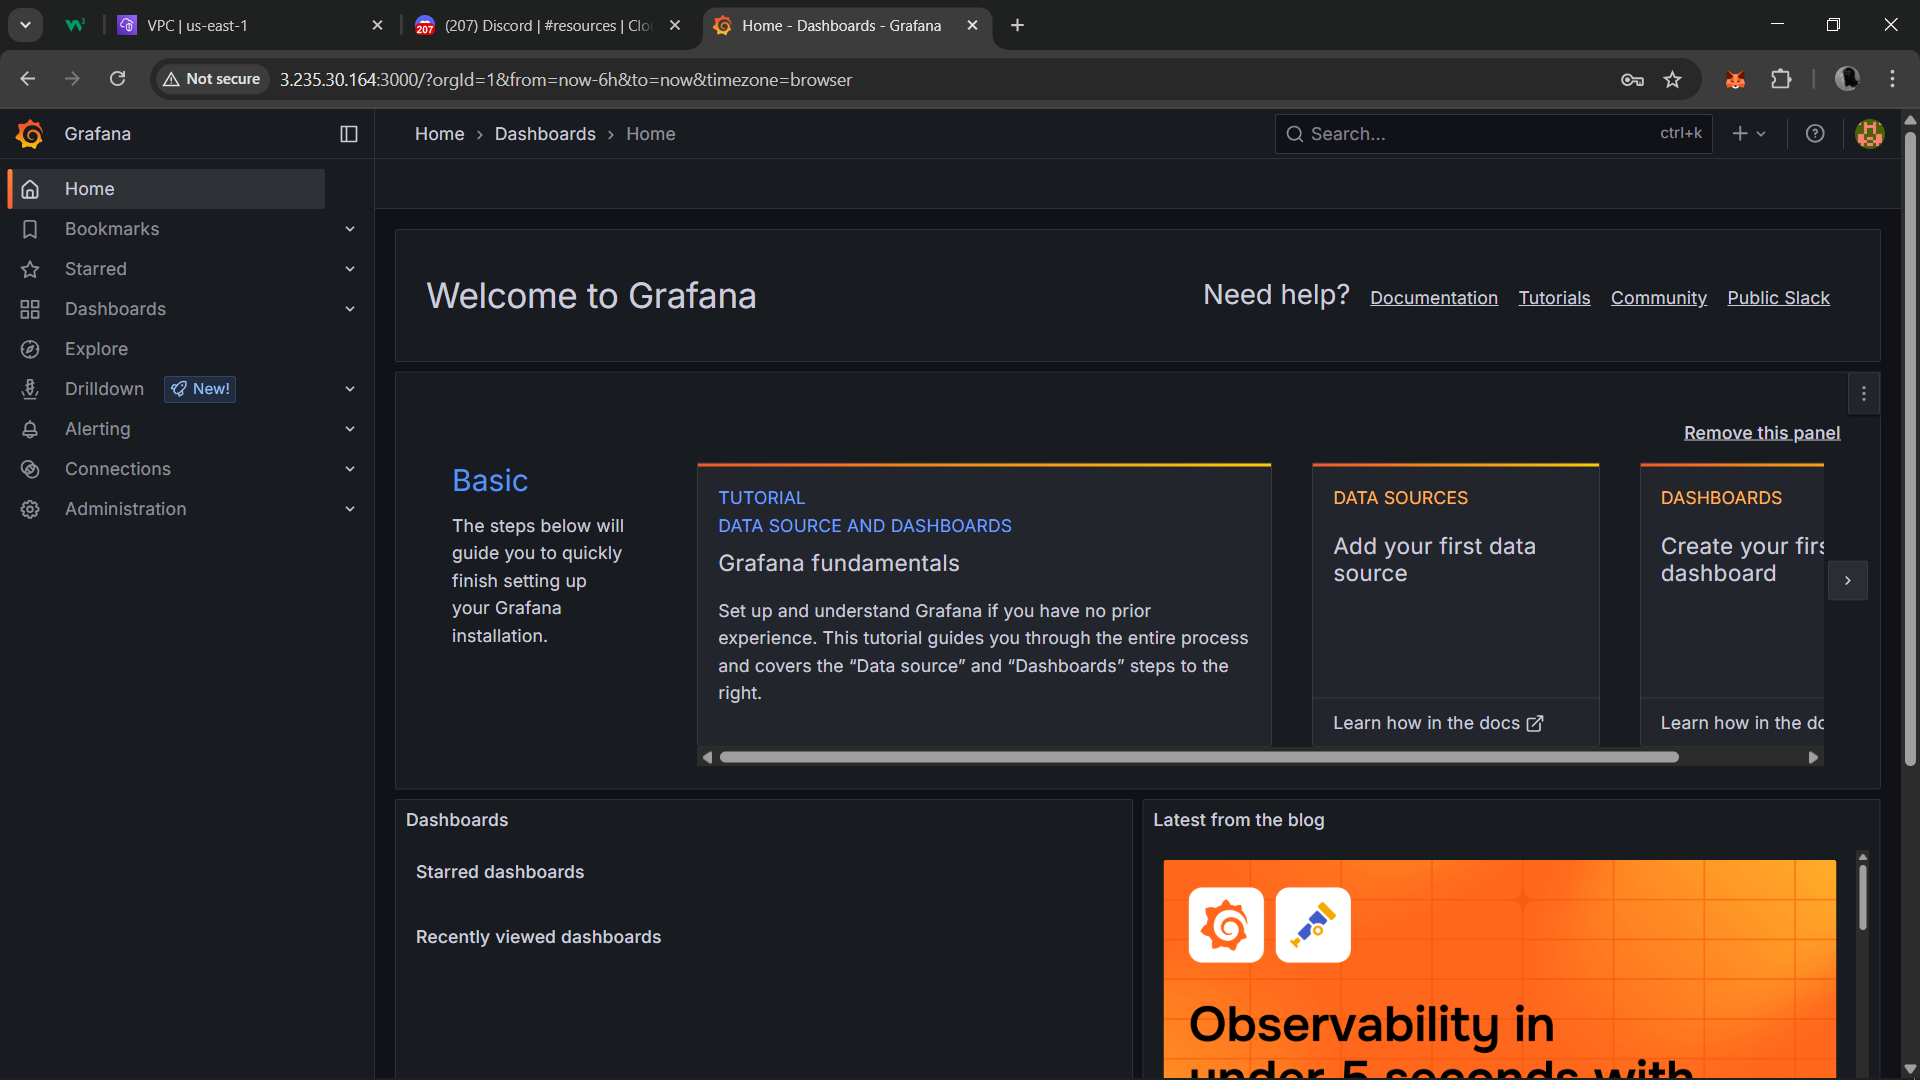 VPC | us-east-1
207
(207) Discord | #resources | Clo
Home - Dashboards - Grafana
Not secure
3.235.30.164:3000/?orgId=1&from=now-6h&to=now&timezone=browser
Grafana
Home › Dashboards › Home
Search...
ctrl+k
Home
Bookmarks
Starred
Dashboards
Explore
Drilldown
New!
Alerting
Connections
Administration
Welcome to Grafana
Need help?
Documentation
Tutorials
Community
Public Slack
Remove this panel
Basic
The steps below will
guide you to quickly
finish setting up
your Grafana
installation.
TUTORIAL
DATA SOURCE AND DASHBOARDS
Grafana fundamentals
Set up and understand Grafana if you have no prior
experience. This tutorial guides you through the entire process
and covers the “Data source” and “Dashboards” steps to the
right.
DATA SOURCES
Add your first data
source
Learn how in the docs
DASHBOARDS
Create your firs
dashboard
Learn how in the do
Dashboards
Starred dashboards
Recently viewed dashboards
Latest from the blog
Observability in
under 5 seconds with